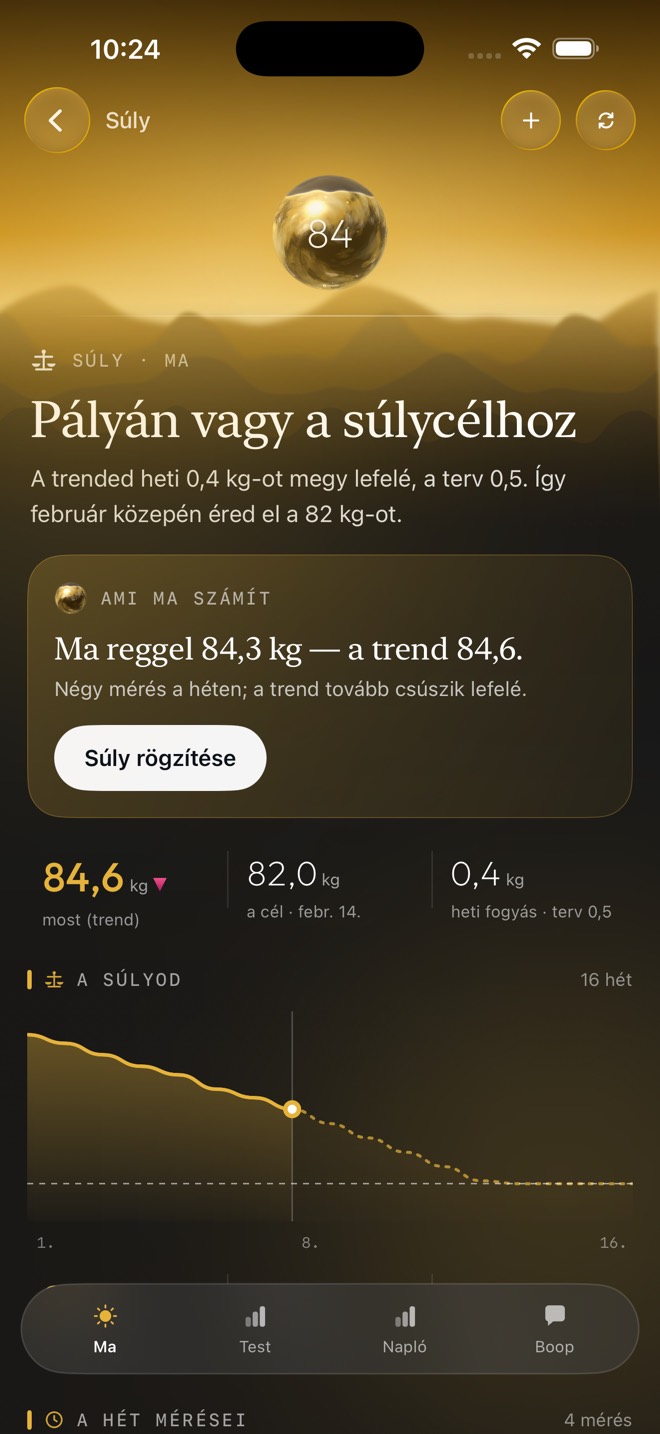 10:24
Súly
84
SÚLY · MA
Pályán vagy a súlycélhoz
A trended heti 0,4 kg-ot megy lefelé, a terv 0,5. Így
február közepén éred el a 82 kg-ot.
AMI MA SZÁMÍT
Ma reggel 84,3 kg — a trend 84,6.
Négy mérés a héten; a trend tovább csúszik lefelé.
Súly rögzítése
84,6 kg
most (trend)
82,0 kg
a cél · febr. 14.
0,4 kg
heti fogyás · terv 0,5
A SÚLYOD
16 hét
1.
8.
16.
Ma
Test
Napló
Boop
A HÉT MÉRÉSEI
4 mérés